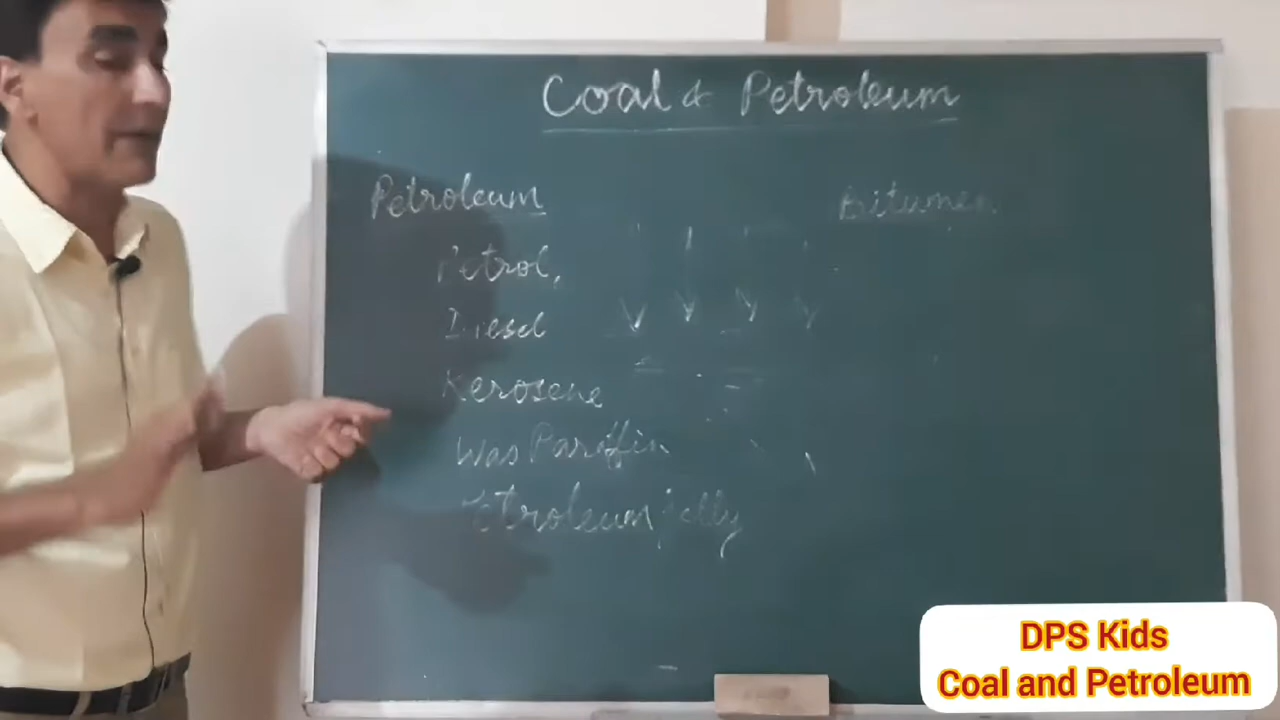 Coal & Petroleum
Petroleum
Bitumen
Petrol,
Diesel
Kerosene
Was Paraffin
Petroleum jelly
DPS Kids
Coal and Petroleum